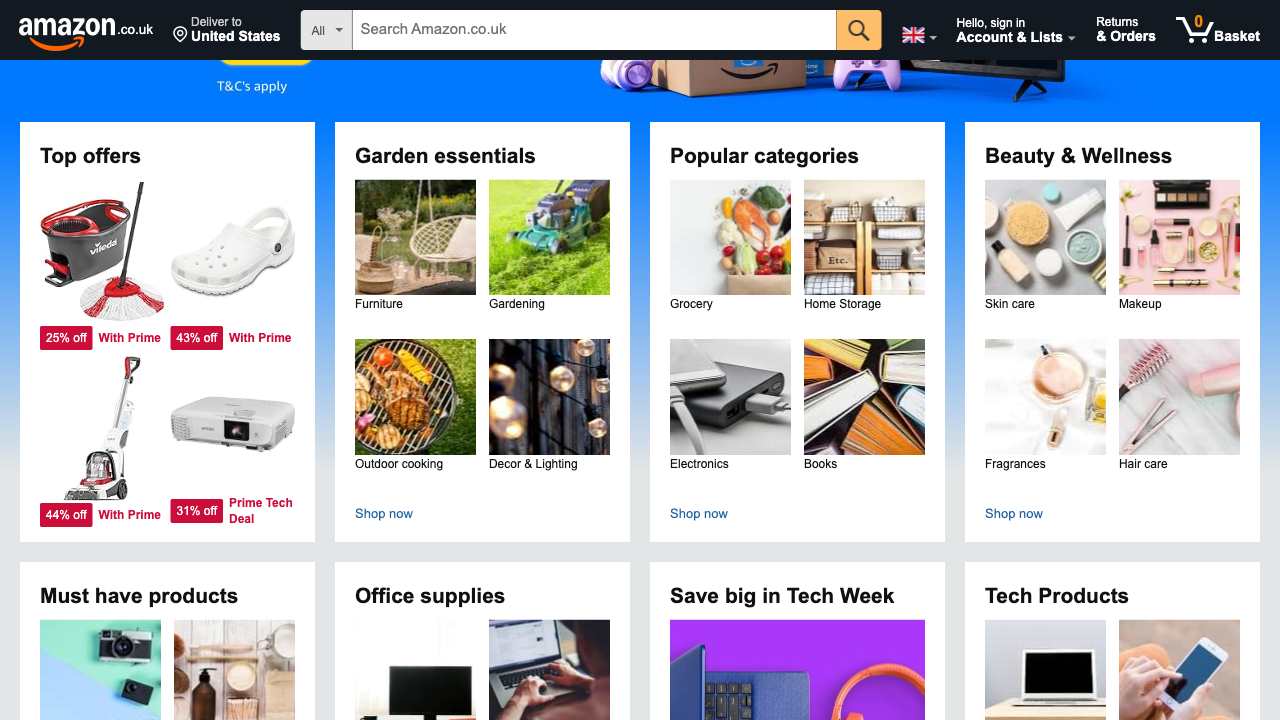 amazon.co.uk
Deliver to
United States
All
Search Amazon.co.uk
Hello, sign in
Account & Lists
Returns
& Orders
0
Basket
T&C's apply
Top offers
vileda
25% off With Prime
43% off With Prime
EPSON
44% off With Prime
31% off Prime Tech Deal
Garden essentials
Furniture
Gardening
Outdoor cooking
Decor & Lighting
Shop now
Popular categories
Etc.
Grocery
Home Storage
Electronics
Books
Shop now
Beauty & Wellness
Skin care
Makeup
Fragrances
Hair care
Shop now
Must have products
Office supplies
Save big in Tech Week
Tech Products